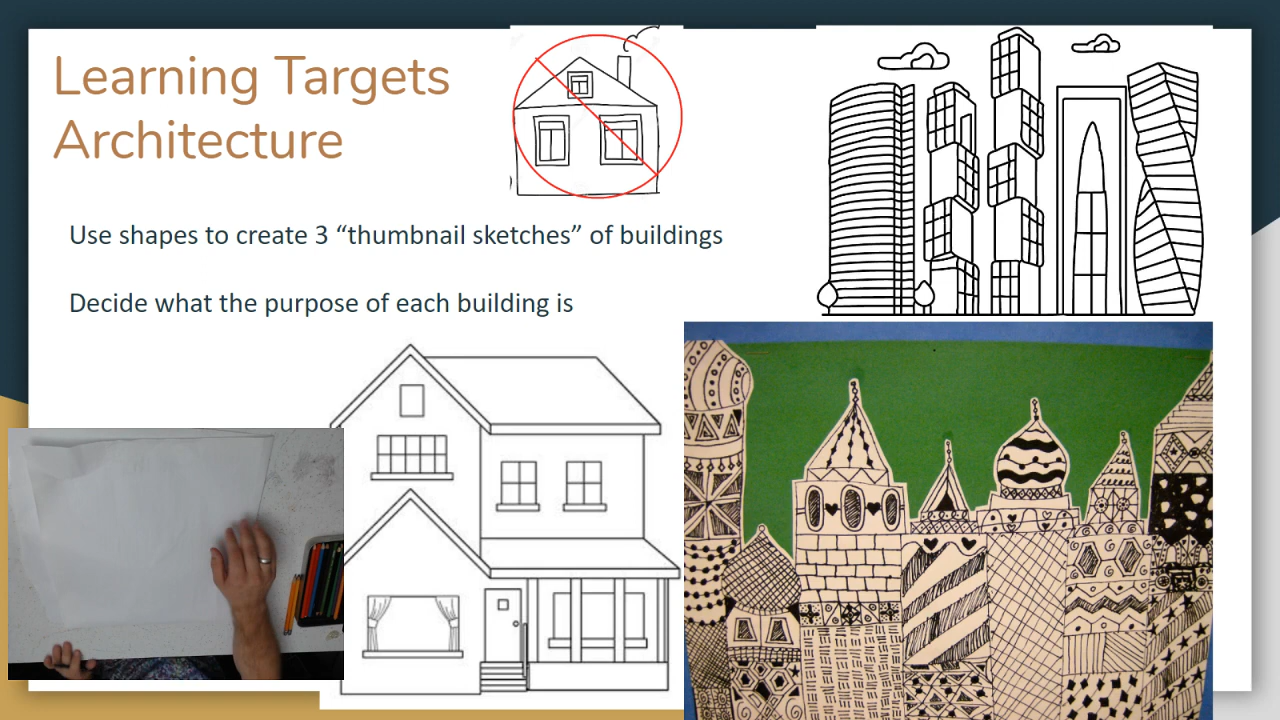 Learning Targets
Architecture
Use shapes to create 3 “thumbnail sketches” of buildings
Decide what the purpose of each building is